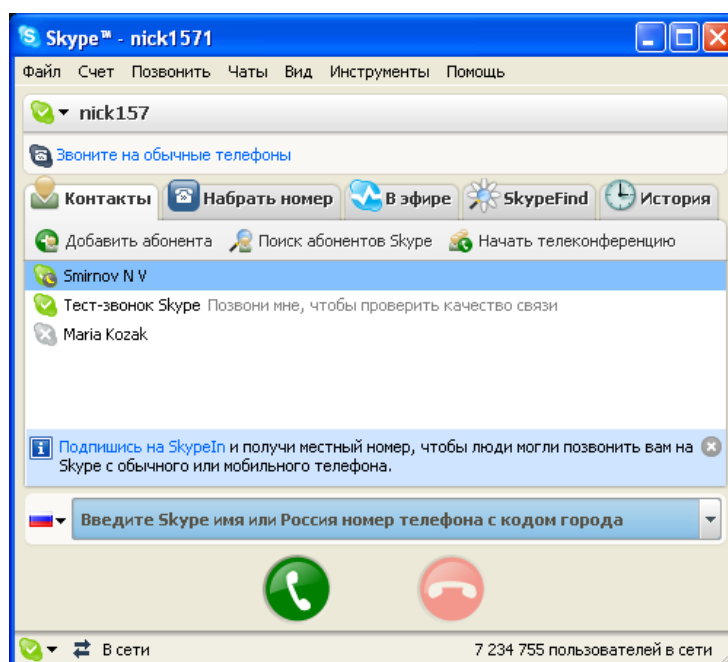 Skype™ - nick1571
Файл Счет Позвонить Чаты Вид Инструменты Помощь
nick157
Звоните на обычные телефоны
Контакты Набрать номер В эфире SkypeFind История
Добавить абонента Поиск абонентов Skype Начать телеконференцию
Smirnov N V
Тест-звонок Skype Позвони мне, чтобы проверить качество связи
Maria Kozak
Подпишись на SkypeIn и получи местный номер, чтобы люди могли позвонить вам на
Skype с обычного или мобильного телефона.
Введите Skype имя или Россия номер телефона с кодом города
В сети 7 234 755 пользователей в сети